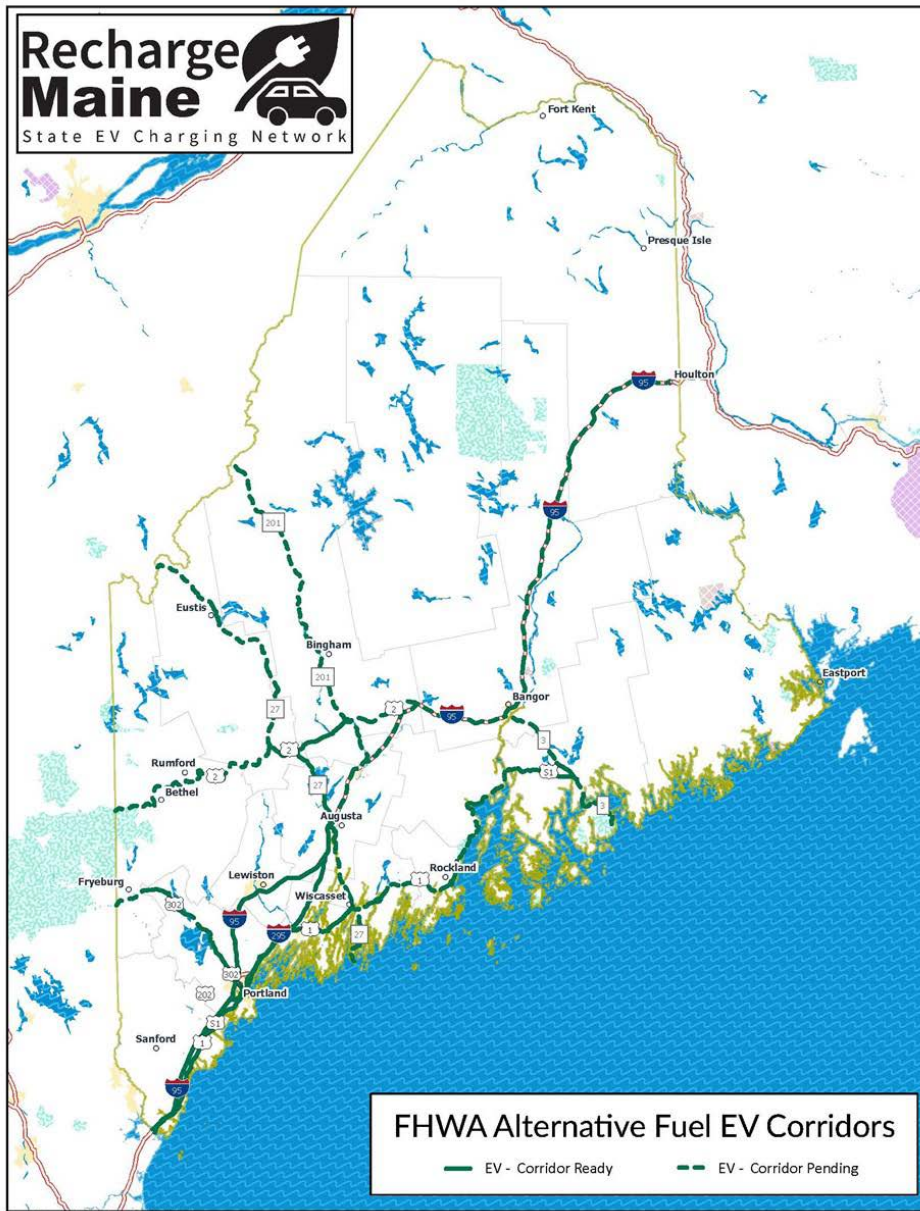 Recharge
Maine
State EV Charging Network
Fort Kent
Presque Isle
Houlton
95
95
201
Eustis
Bingham
201
27
2
95
Bangor
Eastport
3
S1
3
2
Rumford
2
Bethel
27
Augusta
Fryeburg
302
Lewiston
95
Wiscasset
Rockland
1
295
1
27
302
202
Portland
S1
1
Sanford
95
FHWA Alternative Fuel EV Corridors
EV - Corridor Ready
EV - Corridor Pending